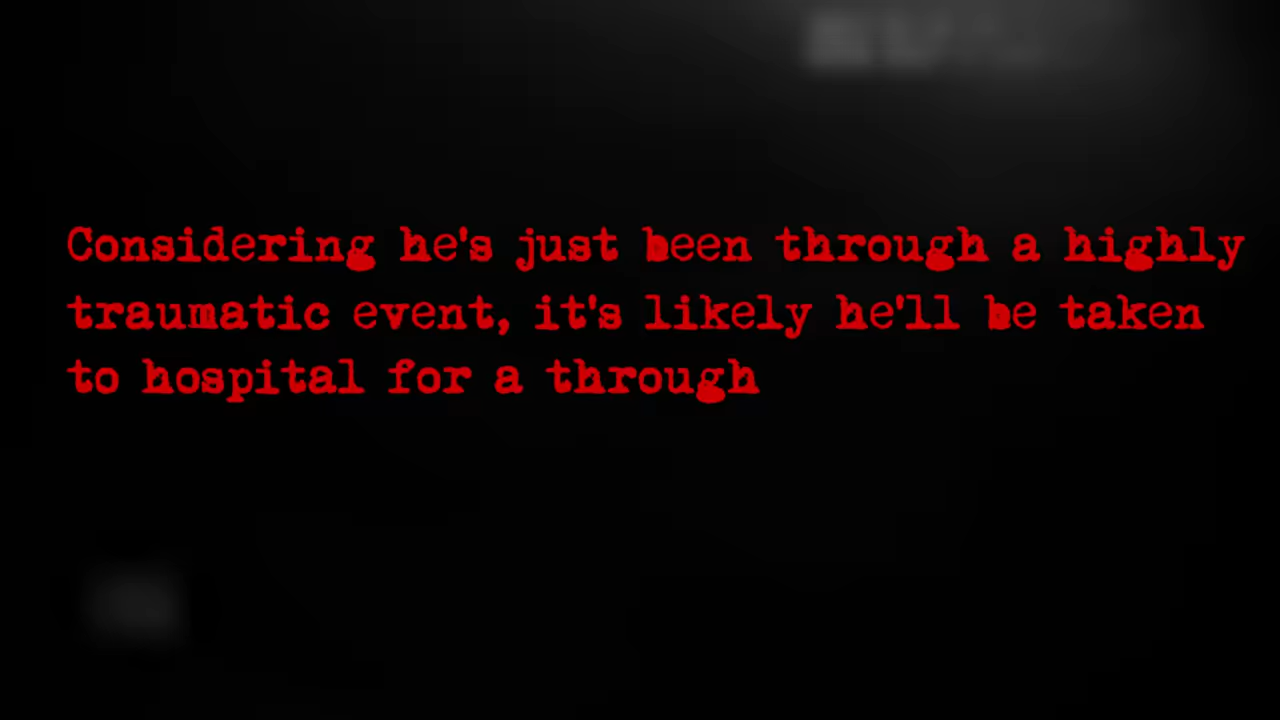 Considering he's just been through a highly
traumatic event, it's likely he'll be taken
to hospital for a through